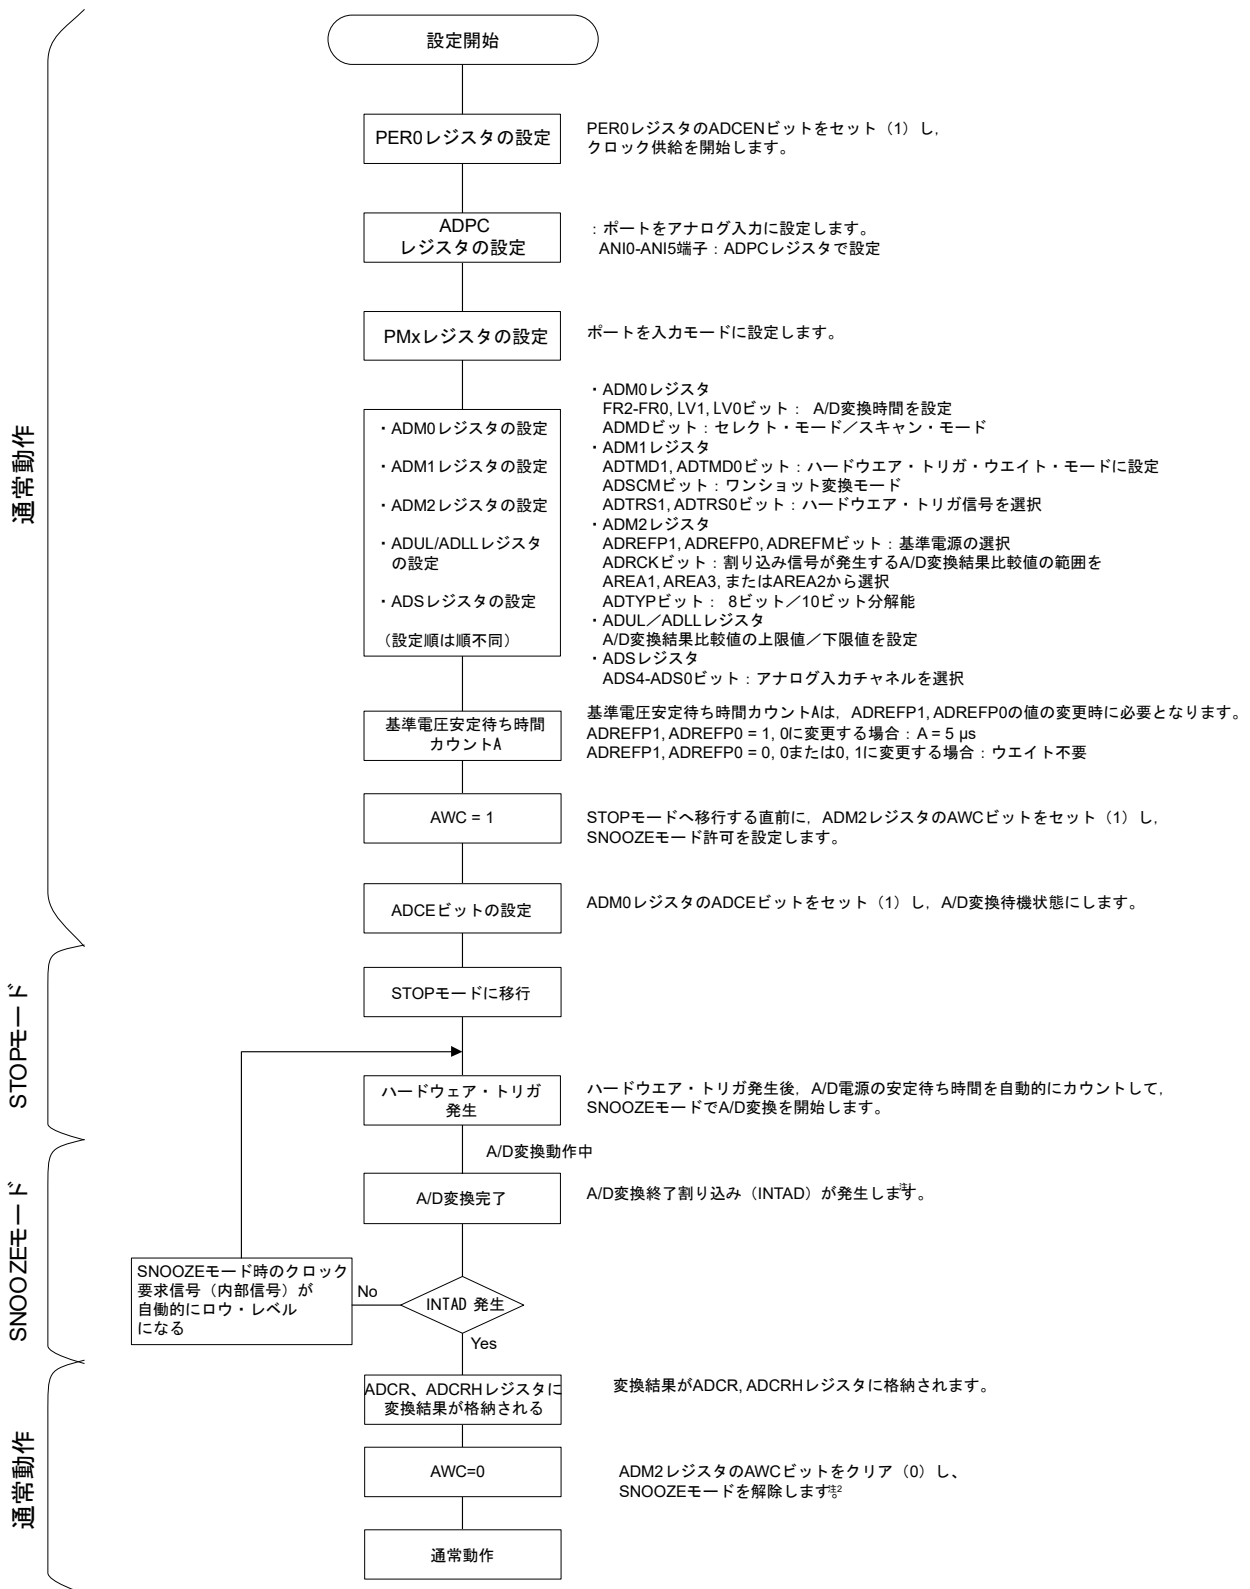 設定開始
PER0レジスタの設定
PER0レジスタのADCENビットをセット（1）し,
クロック供給を開始します。
ADPC
レジスタの設定
：ポートをアナログ入力に設定します。
ANI0-ANI5端子：ADPCレジスタで設定
PMxレジスタの設定
ポートを入力モードに設定します。
・ADM0レジスタの設定
・ADM1レジスタの設定
・ADM2レジスタの設定
・ADUL/ADLLレジスタ
の設定
・ADSレジスタの設定
（設定順は順不同）
・ADM0レジスタ
FR2-FR0, LV1, LV0ビット： A/D変換時間を設定
ADMDビット：セレクト・モード／スキャン・モード
・ADM1レジスタ
ADTMD1, ADTMD0ビット：ハードウエア・トリガ・ウエイト・モードに設定
ADSCMビット：ワンショット変換モード
ADTRS1, ADTRS0ビット：ハードウエア・トリガ信号を選択
・ADM2レジスタ
ADREFP1, ADREFP0, ADREFMビット：基準電源の選択
ADRCKビット：割り込み信号が発生するA/D変換結果比較値の範囲を
AREA1, AREA3, またはAREA2から選択
ADTYPビット： 8ビット／10ビット分解能
・ADUL／ADLLレジスタ
A/D変換結果比較値の上限値／下限値を設定
・ADSレジスタ
ADS4-ADS0ビット：アナログ入力チャネルを選択
基準電圧安定待ち時間
カウントA
基準電圧安定待ち時間カウントAは，ADREFP1, ADREFP0の値の変更時に必要となります。
ADREFP1, ADREFP0 = 1, 0に変更する場合：A = 5 µs
ADREFP1, ADREFP0 = 0, 0または0, 1に変更する場合：ウエイト不要
AWC = 1
STOPモードへ移行する直前に，ADM2レジスタのAWCビットをセット（1）し,
SNOOZEモード許可を設定します。
ADCEビットの設定
ADM0レジスタのADCEビットをセット（1）し，A/D変換待機状態にします。
通常動作
STOPモードに移行
ハードウェア・トリガ
発生
ハードウエア・トリガ発生後，A/D電源の安定待ち時間を自動的にカウントして,
SNOOZEモードでA/D変換を開始します。
STOPモード
A/D変換動作中
A/D変換完了
A/D変換終了割り込み（INTAD）が発生します注1。
SNOOZEモード時のクロック
要求信号（内部信号）が
自働的にロウ・レベル
になる
No
INTAD 発生
Yes
SNOOZEモード
ADCR、ADCRHレジスタに
変換結果が格納される
変換結果がADCR, ADCRHレジスタに格納されます。
AWC=0
ADM2レジスタのAWCビットをクリア（0）し、
SNOOZEモードを解除します注2。
通常動作
通常動作